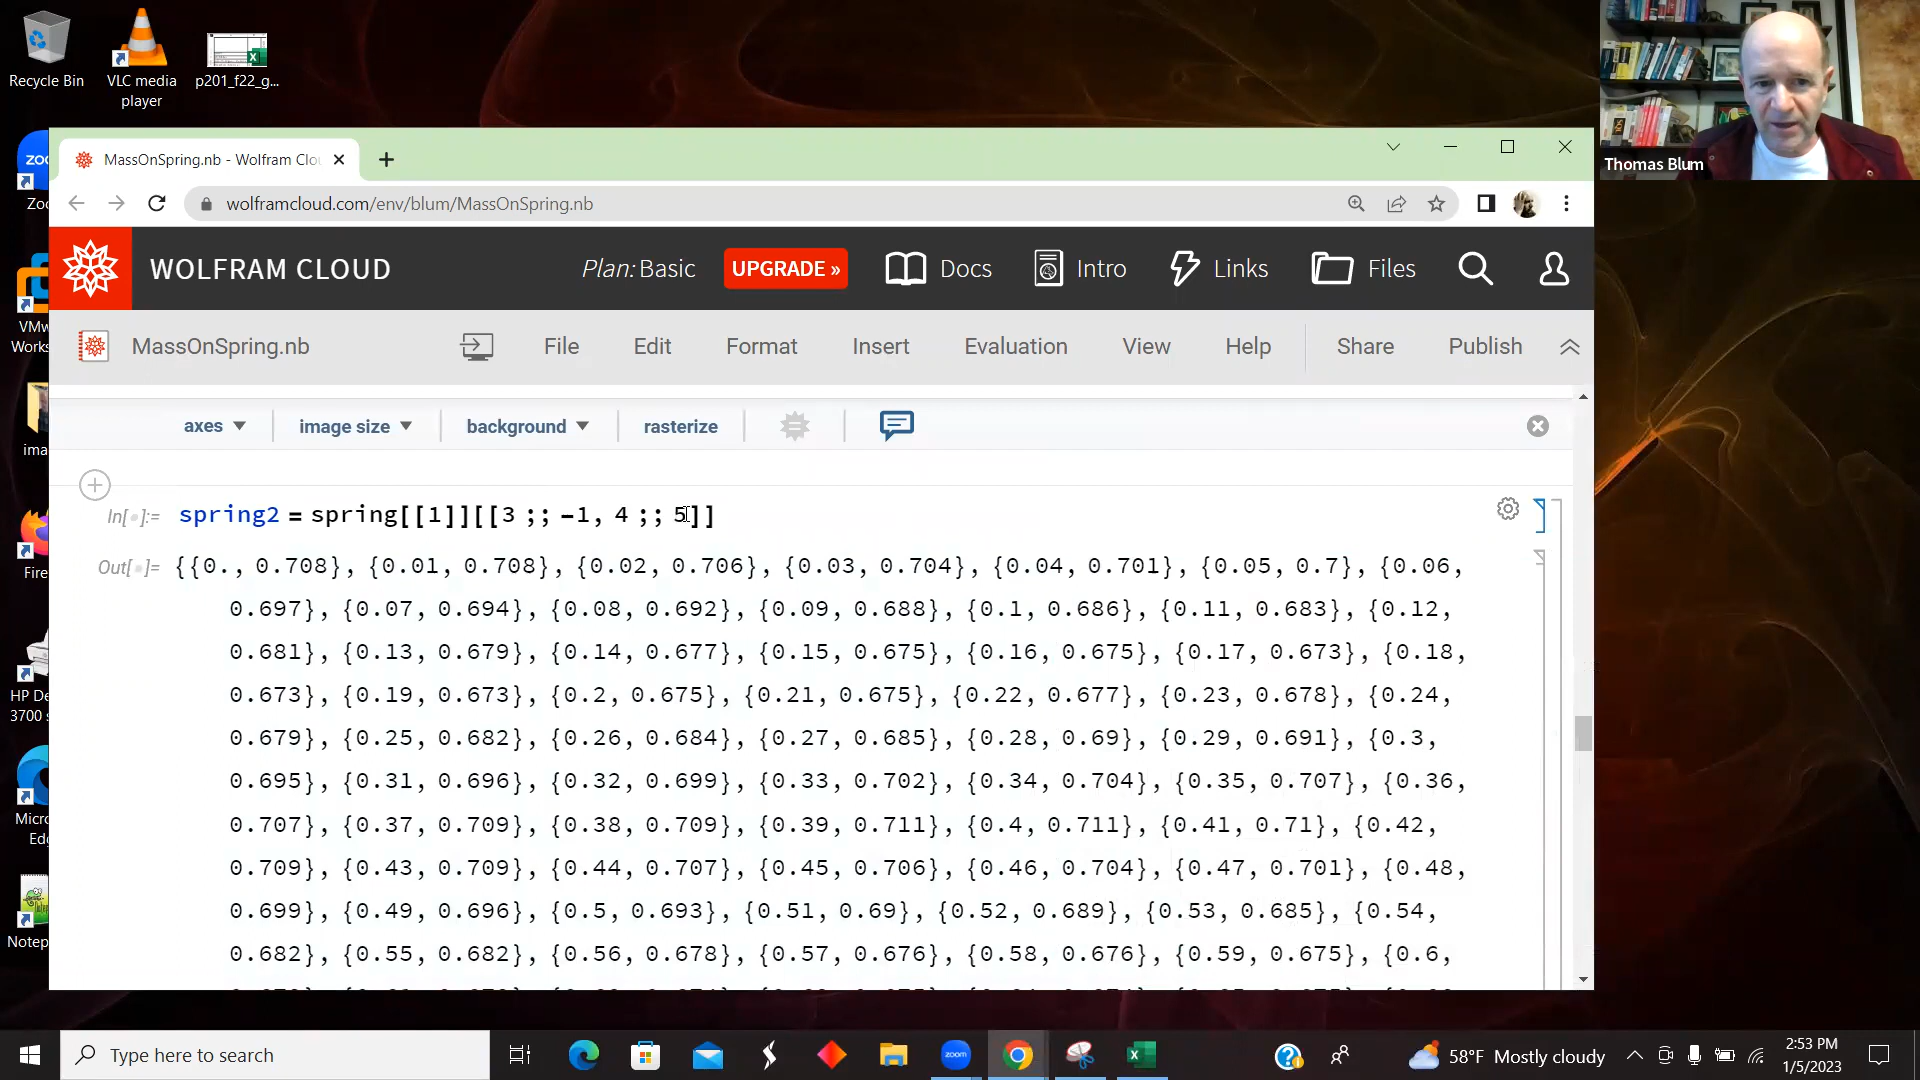 Recycle Bin
VLC media player
p201_f22_g...
Thomas Blum
MassOnSpring.nb - Wolfram Clo
wolframcloud.com/env/blum/MassOnSpring.nb
WOLFRAM CLOUD
Plan: Basic
UPGRADE »
Docs
Intro
Links
Files
MassOnSpring.nb
File
Edit
Format
Insert
Evaluation
View
Help
Share
Publish
axes
image size
background
rasterize
In[ ]:= spring2 = spring[[1]][[3 ;; -1, 4 ;; 5]]
Out[ ]= {{0., 0.708}, {0.01, 0.708}, {0.02, 0.706}, {0.03, 0.704}, {0.04, 0.701}, {0.05, 0.7}, {0.06,
0.697}, {0.07, 0.694}, {0.08, 0.692}, {0.09, 0.688}, {0.1, 0.686}, {0.11, 0.683}, {0.12,
0.681}, {0.13, 0.679}, {0.14, 0.677}, {0.15, 0.675}, {0.16, 0.675}, {0.17, 0.673}, {0.18,
0.673}, {0.19, 0.673}, {0.2, 0.675}, {0.21, 0.675}, {0.22, 0.677}, {0.23, 0.678}, {0.24,
0.679}, {0.25, 0.682}, {0.26, 0.684}, {0.27, 0.685}, {0.28, 0.69}, {0.29, 0.691}, {0.3,
0.695}, {0.31, 0.696}, {0.32, 0.699}, {0.33, 0.702}, {0.34, 0.704}, {0.35, 0.707}, {0.36,
0.707}, {0.37, 0.709}, {0.38, 0.709}, {0.39, 0.711}, {0.4, 0.711}, {0.41, 0.71}, {0.42,
0.709}, {0.43, 0.709}, {0.44, 0.707}, {0.45, 0.706}, {0.46, 0.704}, {0.47, 0.701}, {0.48,
0.699}, {0.49, 0.696}, {0.5, 0.693}, {0.51, 0.69}, {0.52, 0.689}, {0.53, 0.685}, {0.54,
0.682}, {0.55, 0.682}, {0.56, 0.678}, {0.57, 0.676}, {0.58, 0.676}, {0.59, 0.675}, {0.6,
Zoo
VMw
Works
ima
Fire
HP De
3700 s
Micro
Edg
Notep
Type here to search
zoom
58°F Mostly cloudy
2:53 PM
1/5/2023